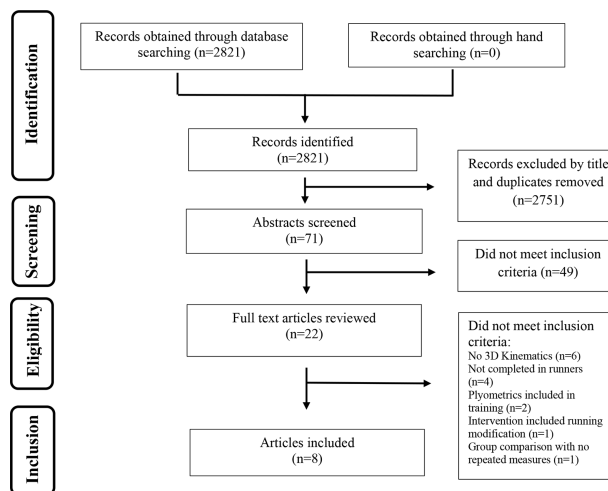 Identification
Records obtained through database
searching (n=2821)
Records obtained through hand
searching (n=0)
Records identified
(n=2821)
Records excluded by title
and duplicates removed
(n=2751)
Screening
Abstracts screened
(n=71)
Did not meet inclusion
criteria (n=49)
Eligibility
Full text articles reviewed
(n=22)
Did not meet inclusion
criteria:
No 3D Kinematics (n=6)
Not completed in runners
(n=4)
Plyometrics included in
training (n=2)
Intervention included running
modification (n=1)
Group comparison with no
repeated measures (n=1)
Inclusion
Articles included
(n=8)